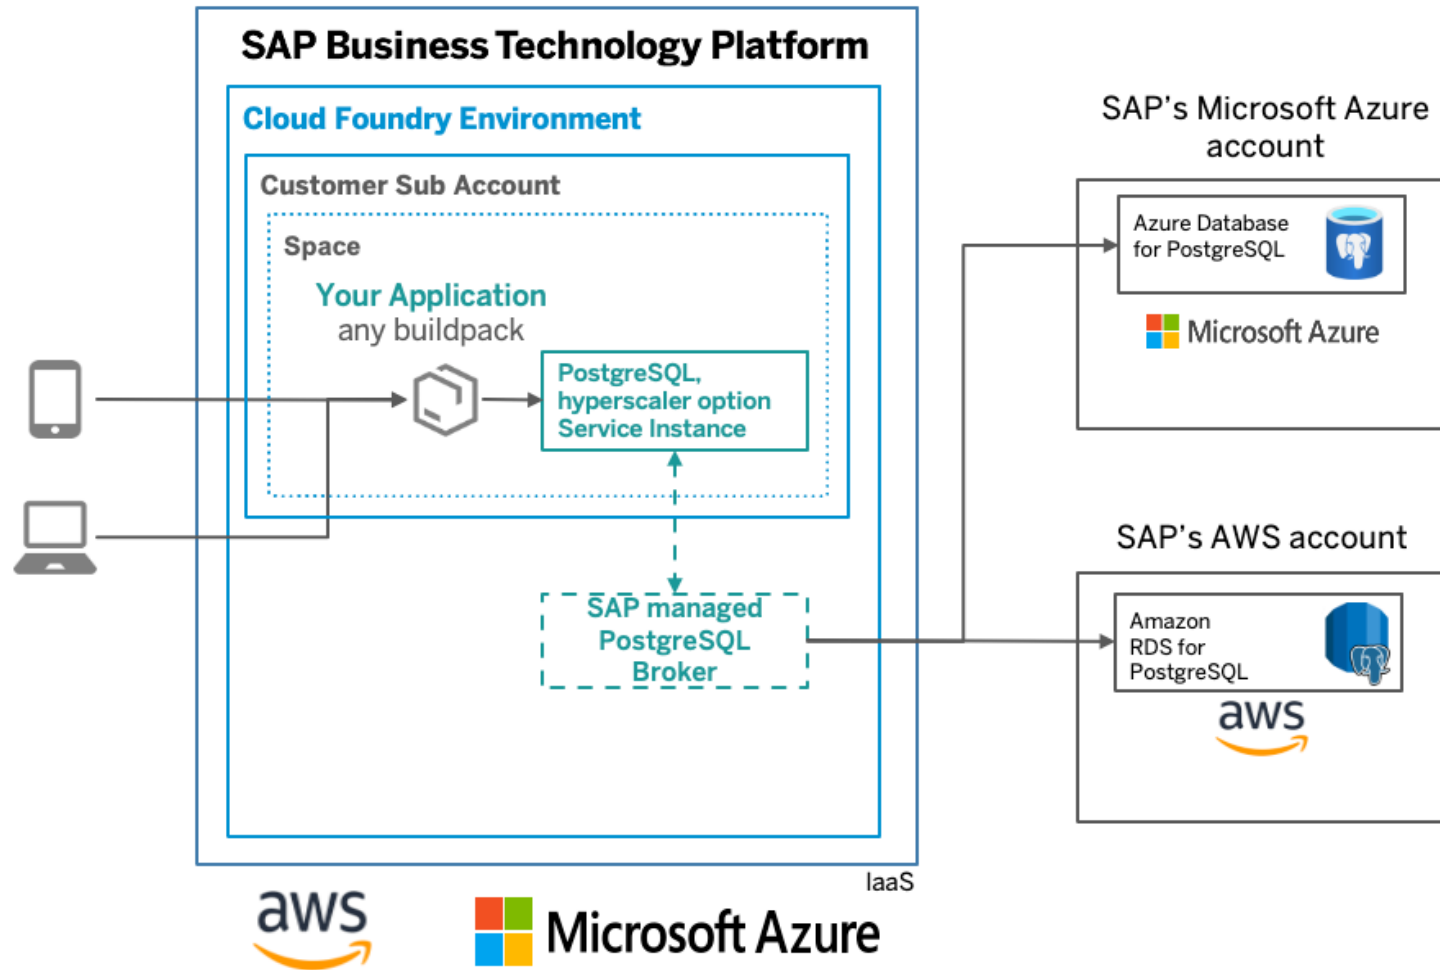 SAP Business Technology Platform
Cloud Foundry Environment
Customer Sub Account
Space
Your Application
any buildpack
PostgreSQL,
hyperscaler option
Service Instance
SAP managed
PostgreSQL
Broker
IaaS
aws
Microsoft Azure
SAP's Microsoft Azure
account
Azure Database
for PostgreSQL
Microsoft Azure
SAP's AWS account
Amazon
RDS for
PostgreSQL
aws